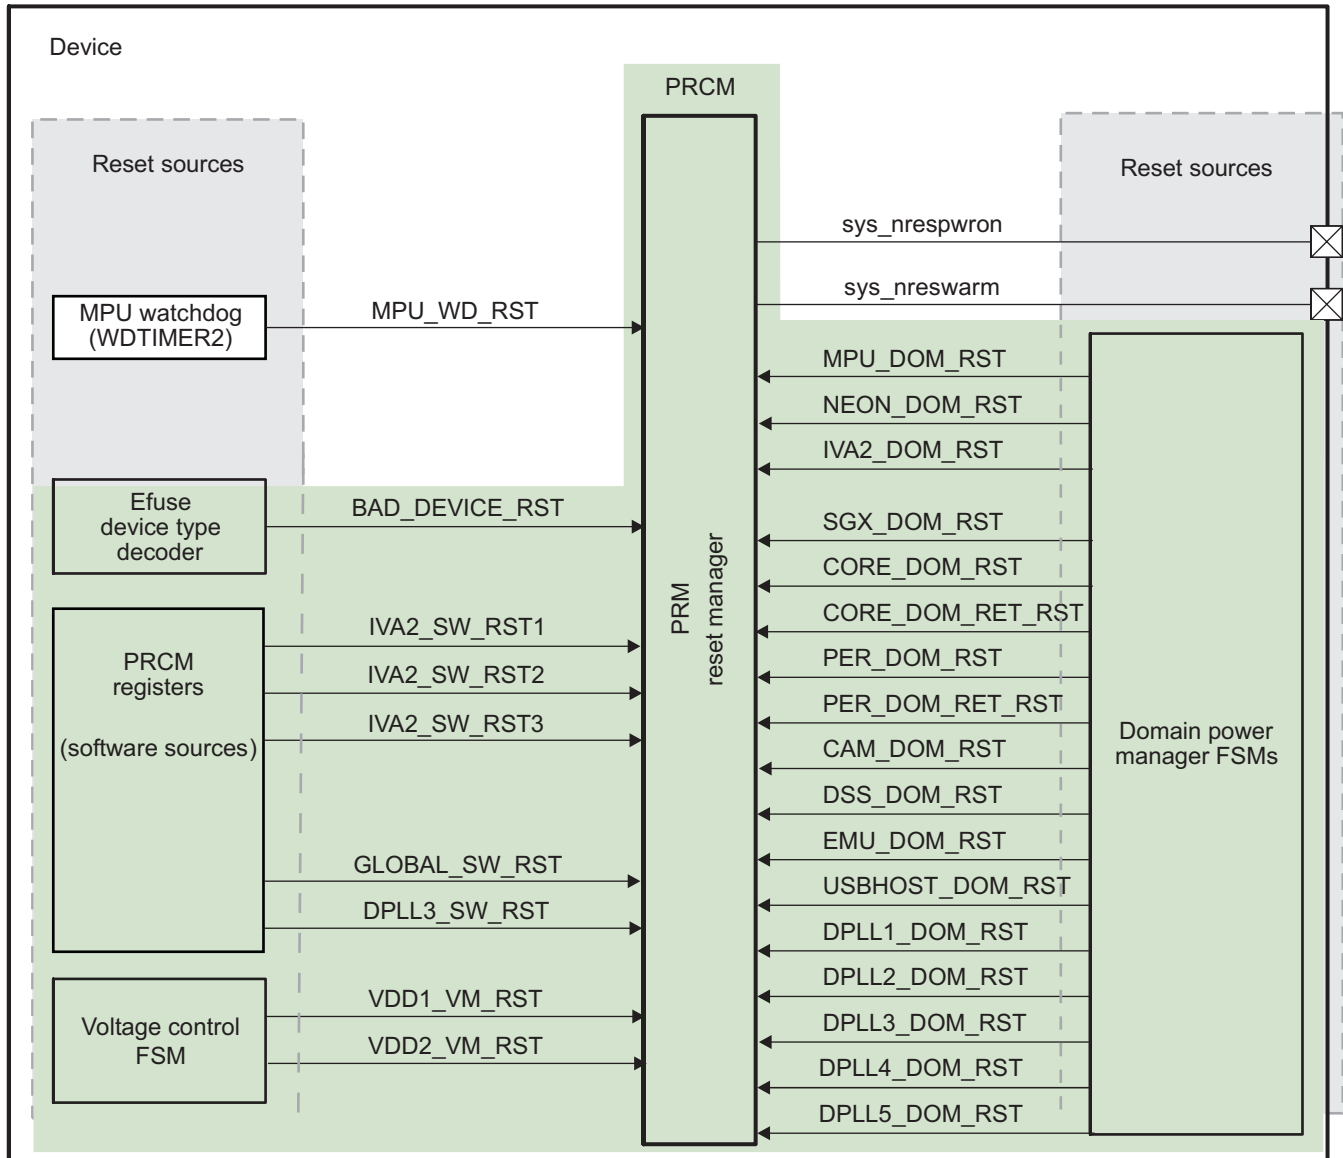 Device
PRCM
Reset sources
Reset sources
sys_nrespwron
sys_nreswarm
MPU watchdog
(WDTIMER2)
MPU_WD_RST
MPU_DOM_RST
NEON_DOM_RST
IVA2_DOM_RST
Efuse
device type
decoder
BAD_DEVICE_RST
SGX_DOM_RST
CORE_DOM_RST
CORE_DOM_RET_RST
PER_DOM_RST
PER_DOM_RET_RST
CAM_DOM_RST
DSS_DOM_RST
EMU_DOM_RST
USBHOST_DOM_RST
DPLL1_DOM_RST
DPLL2_DOM_RST
DPLL3_DOM_RST
DPLL4_DOM_RST
DPLL5_DOM_RST
PRM
reset manager
Domain power
manager FSMs
PRCM
registers
(software sources)
IVA2_SW_RST1
IVA2_SW_RST2
IVA2_SW_RST3
GLOBAL_SW_RST
DPLL3_SW_RST
Voltage control
FSM
VDD1_VM_RST
VDD2_VM_RST